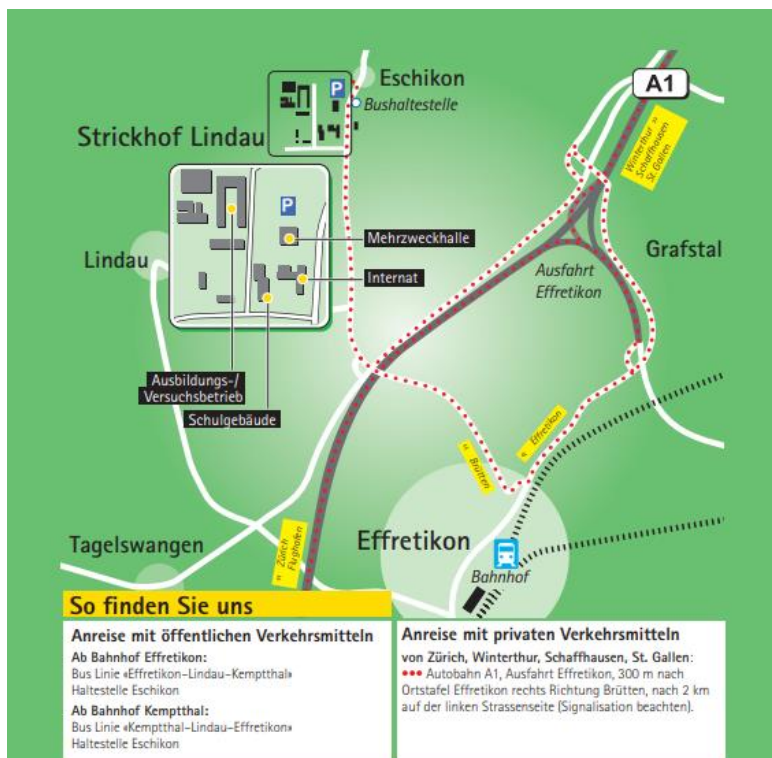 Eschikon
Bushaltestelle
P
A1
Strickhof Lindau
Winterthur »
Schaffhausen
St. Gallen
P
Mehrzweckhalle
Lindau
Internat
Grafstal
Ausfahrt
Effretikon
Ausbildungs-/
Versuchsbetrieb
Schulgebäude
« Effretikon
« Brütten
Effretikon
Tagelswangen
« Zürich
Flughafen
Bahnhof
So finden Sie uns
Anreise mit öffentlichen Verkehrsmitteln
Ab Bahnhof Effretikon:
Bus Linie «Effretikon–Lindau–Kemptthal»
Haltestelle Eschikon
Ab Bahnhof Kemptthal:
Bus Linie «Kemptthal–Lindau–Effretikon»
Haltestelle Eschikon
Anreise mit privaten Verkehrsmitteln
von Zürich, Winterthur, Schaffhausen, St. Gallen:
••• Autobahn A1, Ausfahrt Effretikon, 300 m nach
Ortstafel Effretikon rechts Richtung Brütten, nach 2 km
auf der linken Strassenseite (Signalisation beachten).